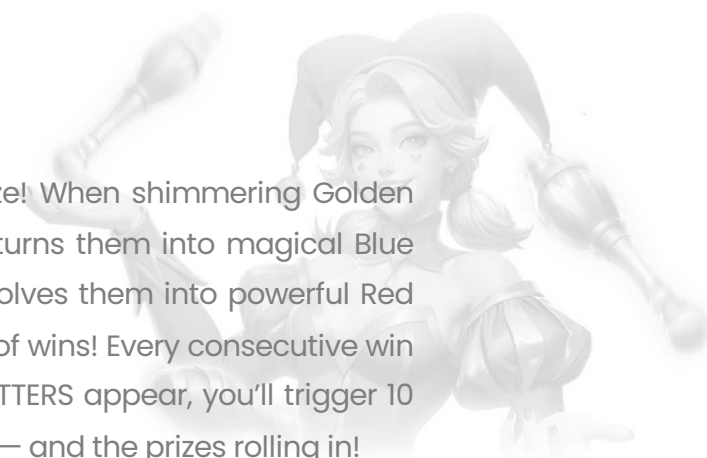 ze! When shimmering Golden
turns them into magical Blue
olves them into powerful Red
of wins! Every consecutive win
TTERS appear, you’ll trigger 10
— and the prizes rolling in!